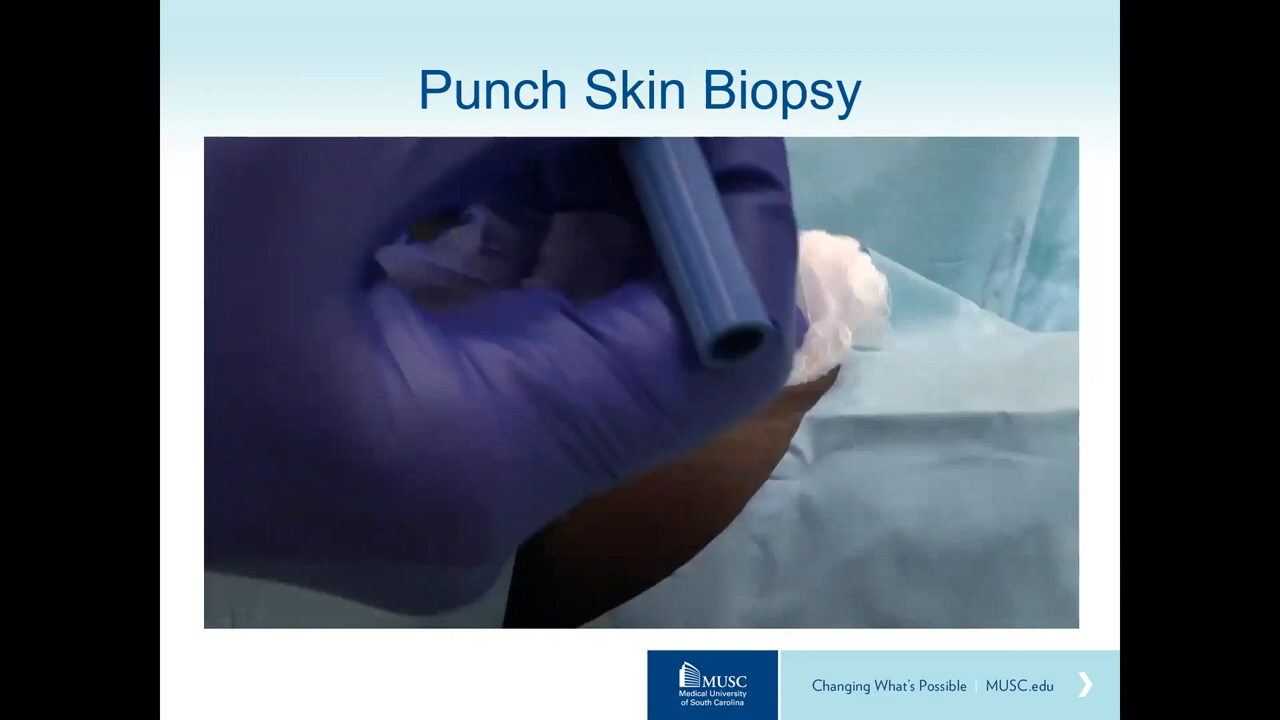 Punch Skin Biopsy
MUSC
Medical University
of South Carolina
Changing What's Possible | MUSC.edu